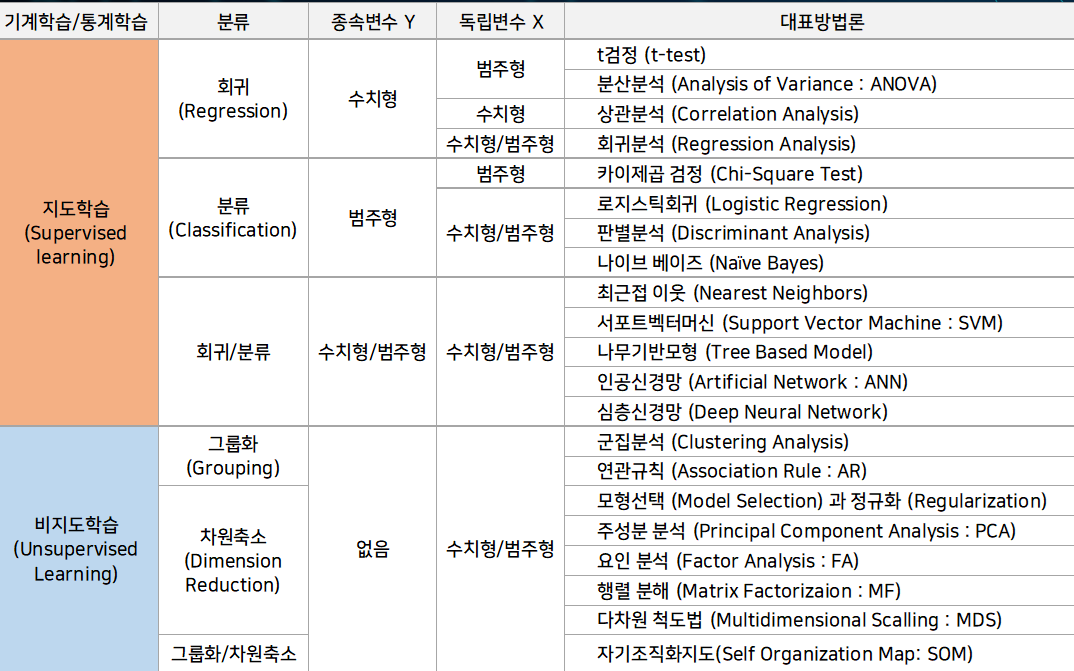 기계학습/통계학습 분류 종속변수 Y 독립변수 X 대표방법론
지도학습
(Supervised
learning)
회귀
(Regression)
수치형
범주형
t검정 (t-test)
분산분석 (Analysis of Variance : ANOVA)
수치형
상관분석 (Correlation Analysis)
수치형/범주형
회귀분석 (Regression Analysis)
분류
(Classification)
범주형
범주형
카이제곱 검정 (Chi-Square Test)
수치형/범주형
로지스틱회귀 (Logistic Regression)
판별분석 (Discriminant Analysis)
나이브 베이즈 (Naïve Bayes)
회귀/분류
수치형/범주형
수치형/범주형
최근접 이웃 (Nearest Neighbors)
서포트벡터머신 (Support Vector Machine : SVM)
나무기반모형 (Tree Based Model)
인공신경망 (Artificial Network : ANN)
심층신경망 (Deep Neural Network)
비지도학습
(Unsupervised
Learning)
그룹화
(Grouping)
없음
수치형/범주형
군집분석 (Clustering Analysis)
연관규칙 (Association Rule : AR)
차원축소
(Dimension
Reduction)
모형선택 (Model Selection) 과 정규화 (Regularization)
주성분 분석 (Principal Component Analysis : PCA)
요인 분석 (Factor Analysis : FA)
행렬 분해 (Matrix Factorizaion : MF)
다차원 척도법 (Multidimensional Scalling : MDS)
그룹화/차원축소
자기조직화지도(Self Organization Map: SOM)